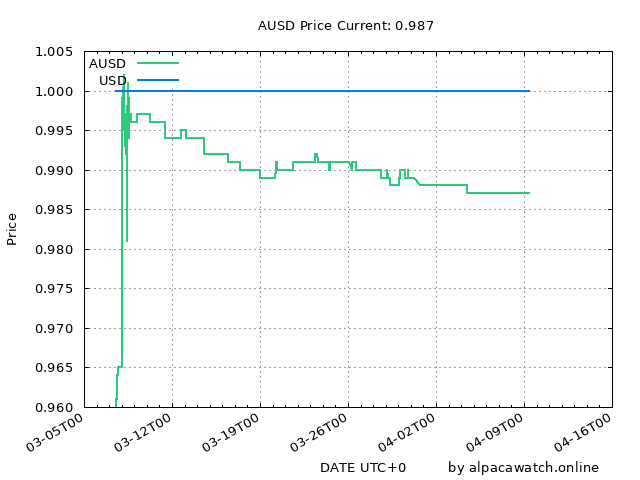 AUSD Price Current: 0.987
1.005
AUSD
USD
1.000
0.995
0.990
0.985
0.980
0.975
0.970
0.965
0.960
Price
03-05T00
03-12T00
03-19T00
03-26T00
04-02T00
04-09T00
04-16T00
DATE UTC+0
by alpacawatch.online